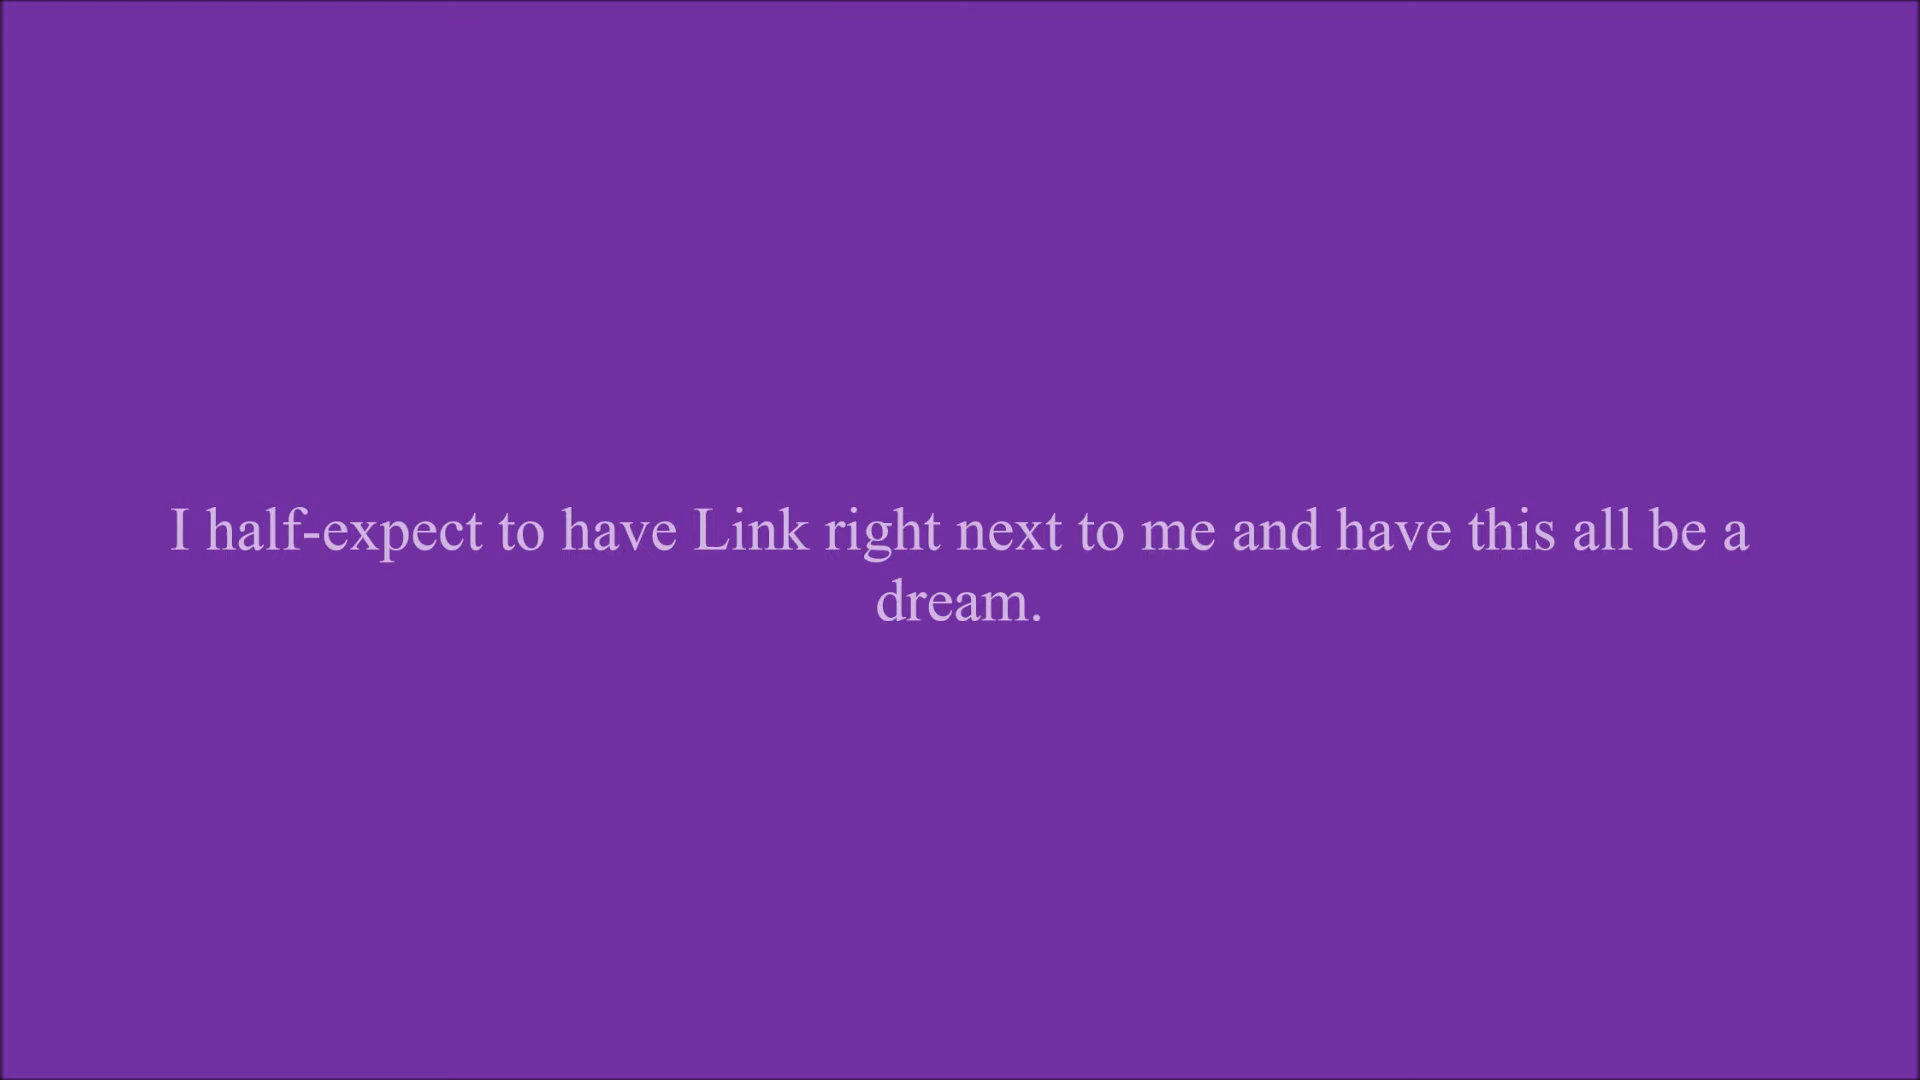 I half-expect to have Link right next to me and have this all be a
dream.